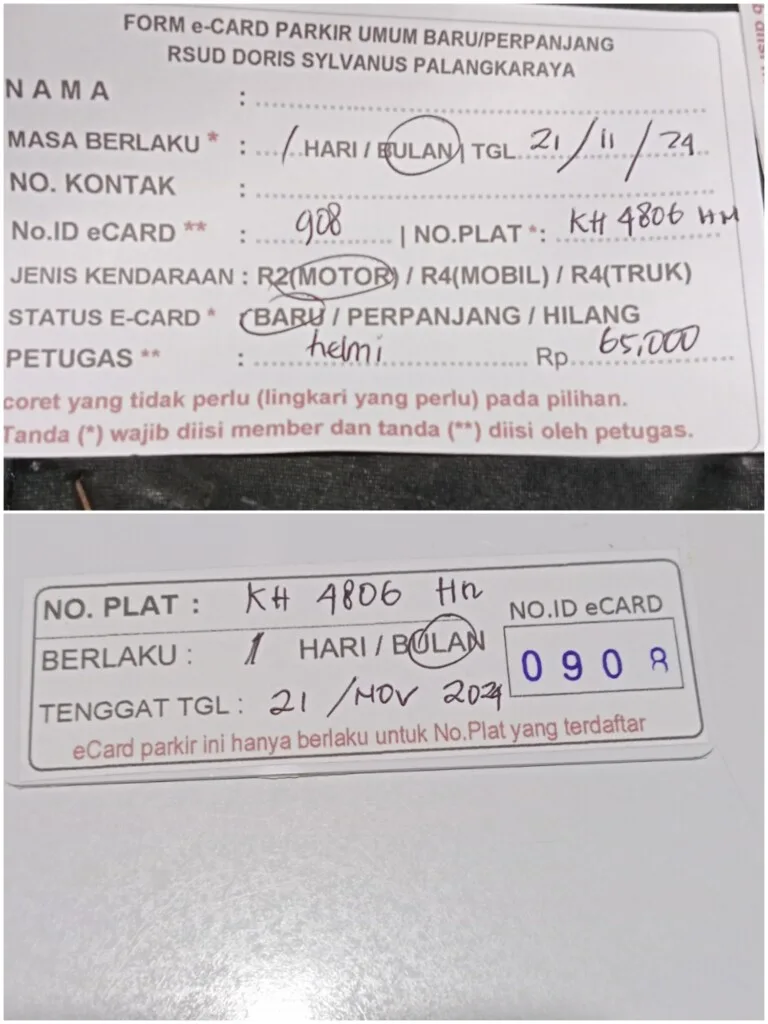 FORM e-CARD PARKIR UMUM BARU/PERPANJANG
RSUD DORIS SYLVANUS PALANGKARAYA
NAMA :
MASA BERLAKU * : 1 HARI / BULAN | TGL 21/11/24
NO. KONTAK :
No.ID eCARD ** : 908 | NO.PLAT *: KH 4806 HM
JENIS KENDARAAN : R2(MOTOR) / R4(MOBIL) / R4(TRUK)
STATUS E-CARD * (BARU / PERPANJANG / HILANG
PETUGAS ** : helmi Rp 65,000
coret yang tidak perlu (lingkari yang perlu) pada pilihan.
Tanda (*) wajib diisi member dan tanda (**) diisi oleh petugas.
NO. PLAT : KH 4806
NO.ID eCARD
BERLAKU : 1 HARI / BULAN
0908
TENGGAT TGL : 21 /NOV 2024
eCard parkir ini hanya berlaku untuk No.Plat yang terdaftar